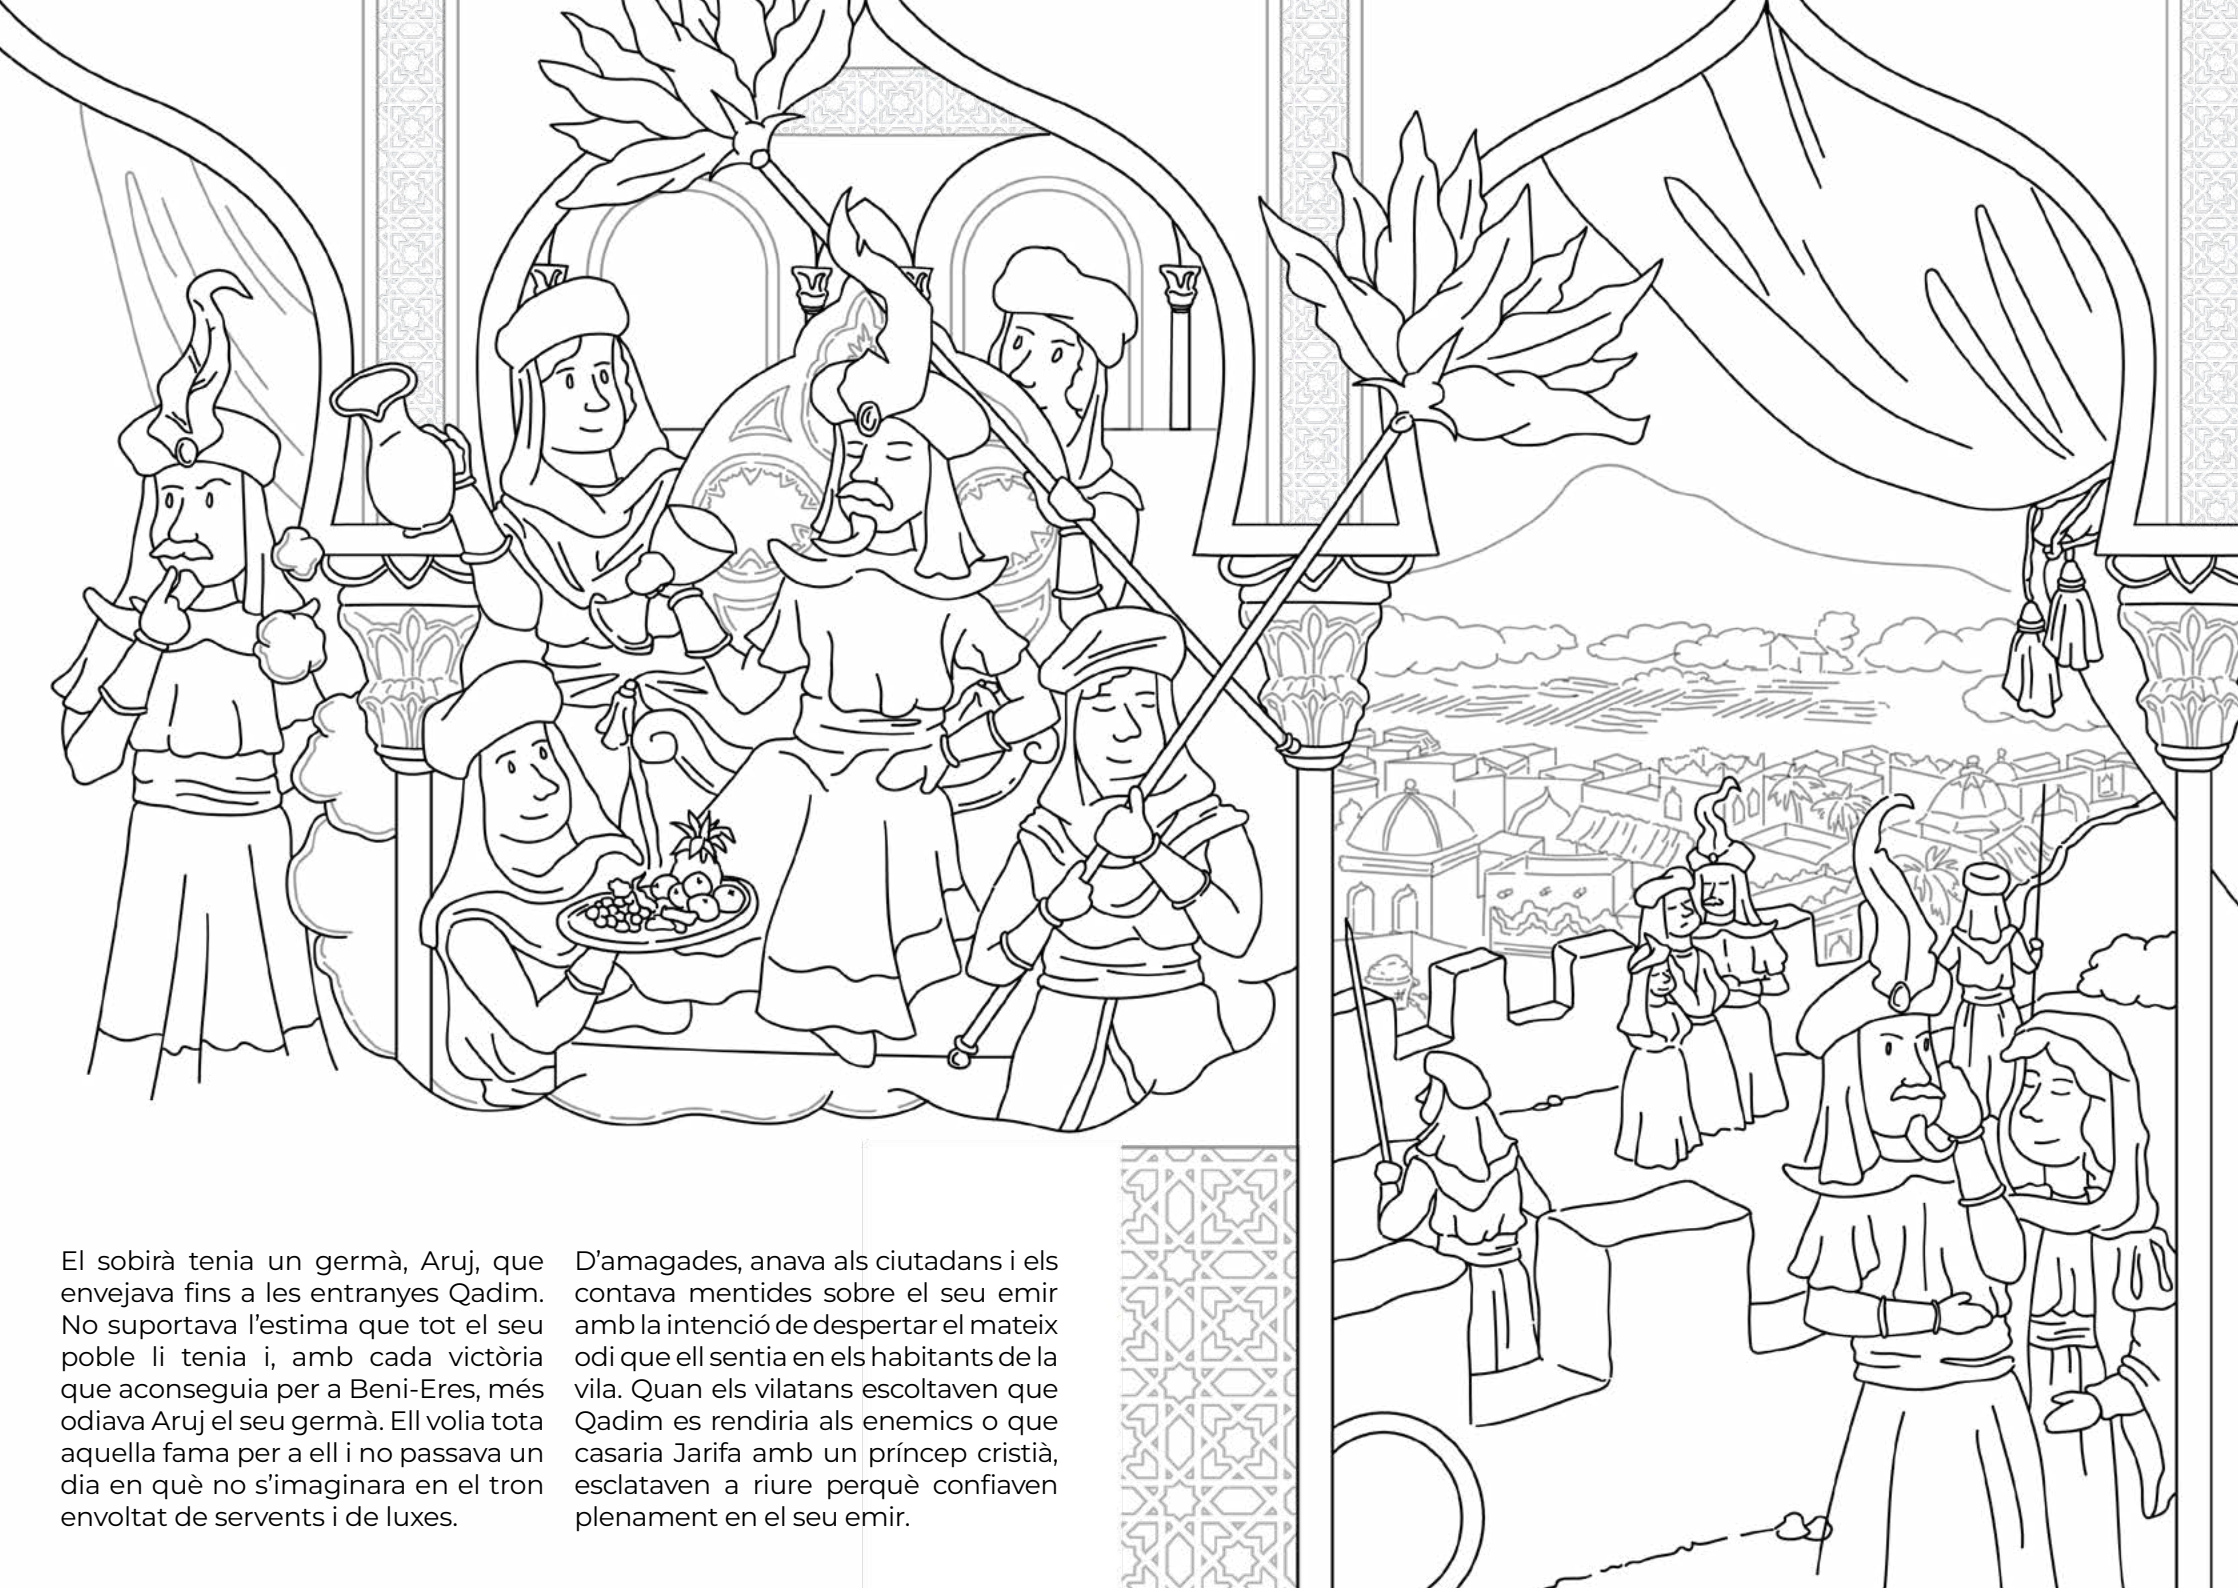 El sobirà tenia un germà, Aruj, que
envejava fins a les entranyes Qadim.
No suportava l’estima que tot el seu
poble li tenia i, amb cada victòria
que aconseguia per a Beni-Eres, més
odiava Aruj el seu germà. Ell volia tota
aquella fama per a ell i no passava un
dia en què no s’imaginara en el tron
envoltat de servents i de luxes.
D’amagades, anava als ciutadans i els
contava mentides sobre el seu emir
amb la intenció de despertar el mateix
odi que ell sentia en els habitants de la
vila. Quan els vilatans escoltaven que
Qadim es rendiria als enemics o que
casaria Jarifa amb un príncep cristià,
esclataven a riure perquè confiaven
plenament en el seu emir.